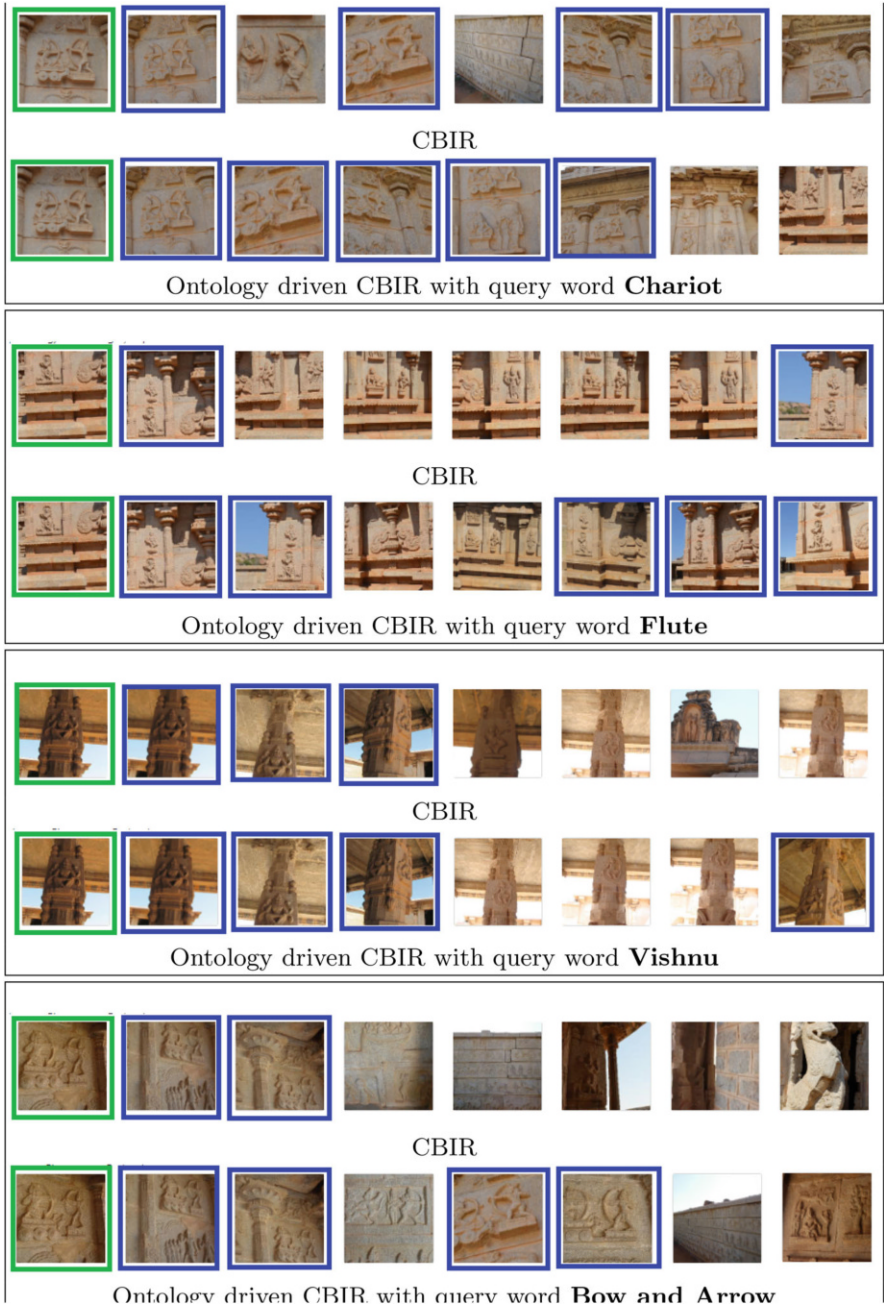 CBIR
Ontology driven CBIR with query word Chariot
CBIR
Ontology driven CBIR with query word Flute
CBIR
Ontology driven CBIR with query word Vishnu
CBIR
Ontology driven CBIR with query word Bow and Arrow